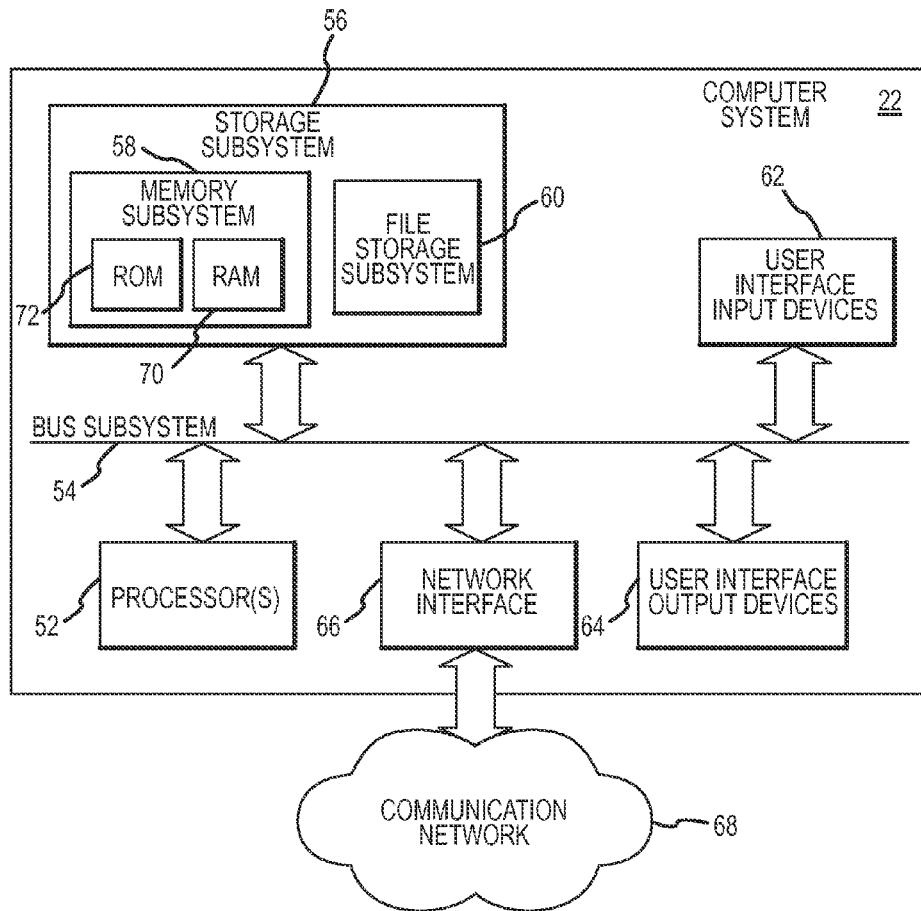 56
STORAGE
SUBSYSTEM
COMPUTER
SYSTEM
22
58
MEMORY
SUBSYSTEM
ROM
RAM
72
70
FILE
STORAGE
SUBSYSTEM
60
62
USER
INTERFACE
INPUT DEVICES
BUS SUBSYSTEM
54
PROCESSOR(S)
52
NETWORK
INTERFACE
66
USER INTERFACE
OUTPUT DEVICES
64
COMMUNICATION
NETWORK
68